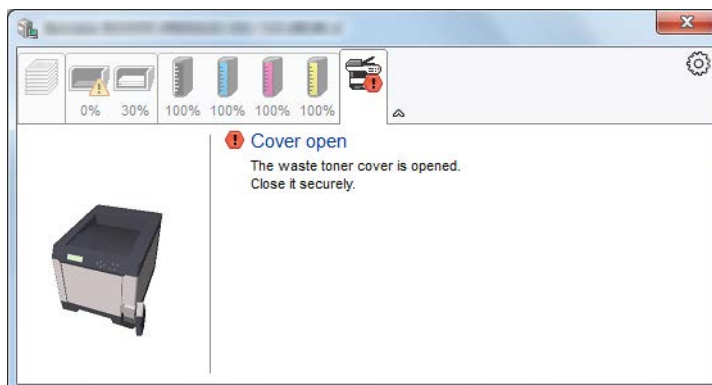 0% 30% 100% 100% 100% 100%
Cover open
The waste toner cover is opened.
Close it securely.